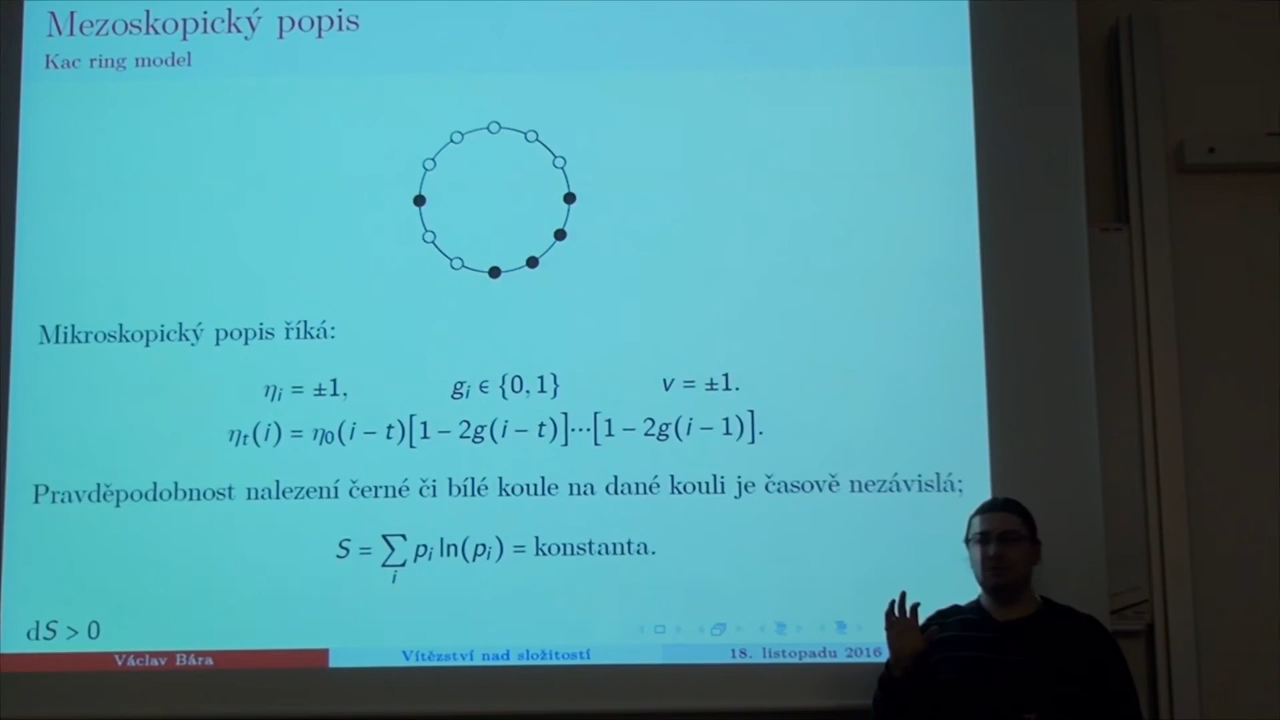 Mezoskopický popis
Kac ring model
Mikroskopický popis říká:
ηᵢ = ±1, gᵢ ∈ {0, 1} v = ±1.
ηₜ(i) = η₀(i − t)[1 − 2g(i − t)]⋯[1 − 2g(i − 1)].
Pravděpodobnost nalezení černé či bílé koule na dané kouli je časově nezávislá;
S = ∑ᵢ pᵢ ln(pᵢ) = konstanta.
dS > 0
Václav Bára Vítězství nad složitostí 18. listopadu 2016